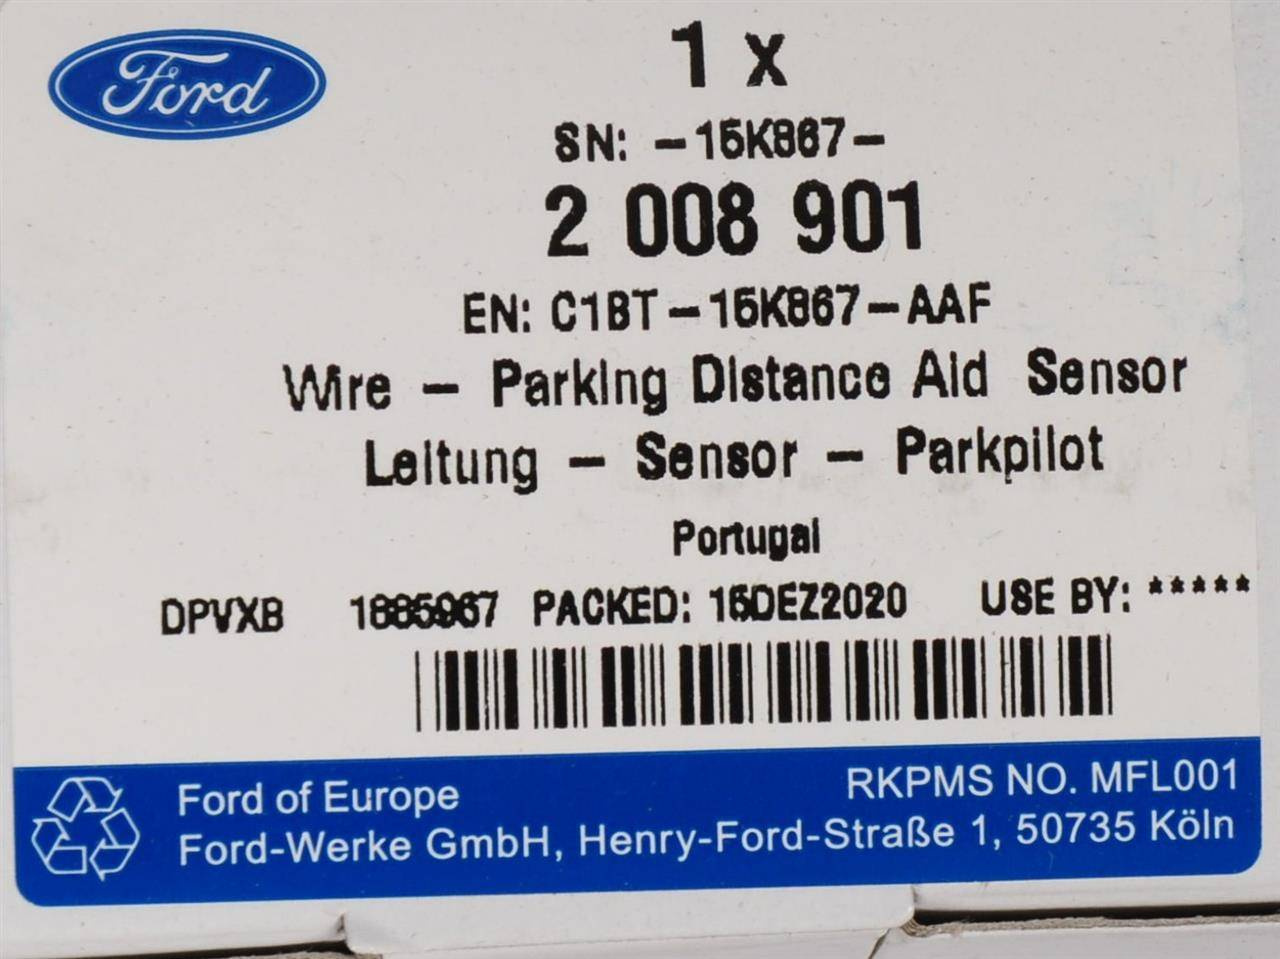 Ford
1 x
SN: -15K867-
2 008 901
EN: C1BT-15K867-AAF
Wire - Parking Distance Aid Sensor
Leitung - Sensor - Parkpilot
Portugal
DPVXB 1885967 PACKED: 15DEZ2020 USE BY: *****
Ford of Europe
RKPMS NO. MFL001
Ford-Werke GmbH, Henry-Ford-Straße 1, 50735 Köln